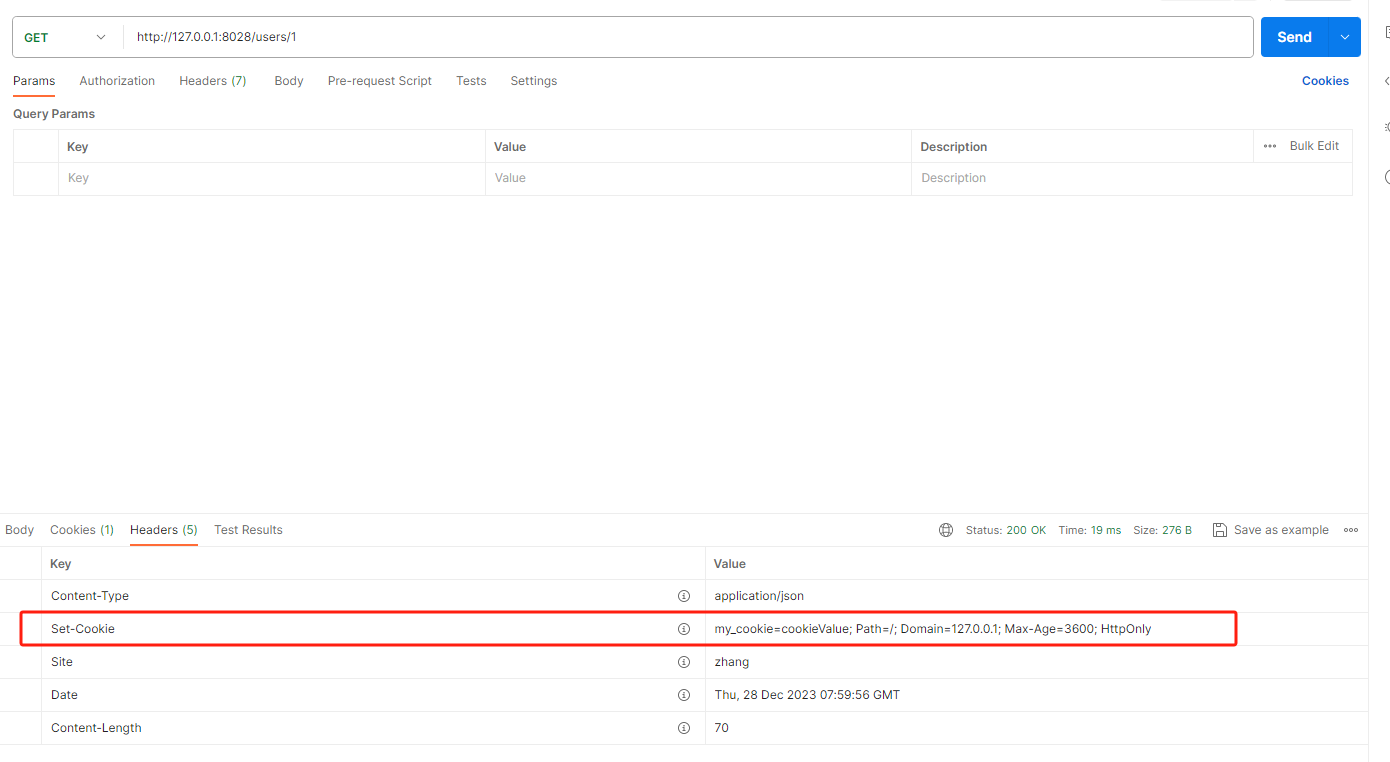 GET http://127.0.0.1:8028/users/1 Send
Params Authorization Headers (7) Body Pre-request Script Tests Settings Cookies
Query Params
Key Value Description Bulk Edit
Key Value Description
Body Cookies (1) Headers (5) Test Results Status: 200 OK Time: 19 ms Size: 276 B Save as example
Key Value
Content-Type application/json
Set-Cookie my_cookie=cookieValue; Path=/; Domain=127.0.0.1; Max-Age=3600; HttpOnly
Site zhang
Date Thu, 28 Dec 2023 07:59:56 GMT
Content-Length 70